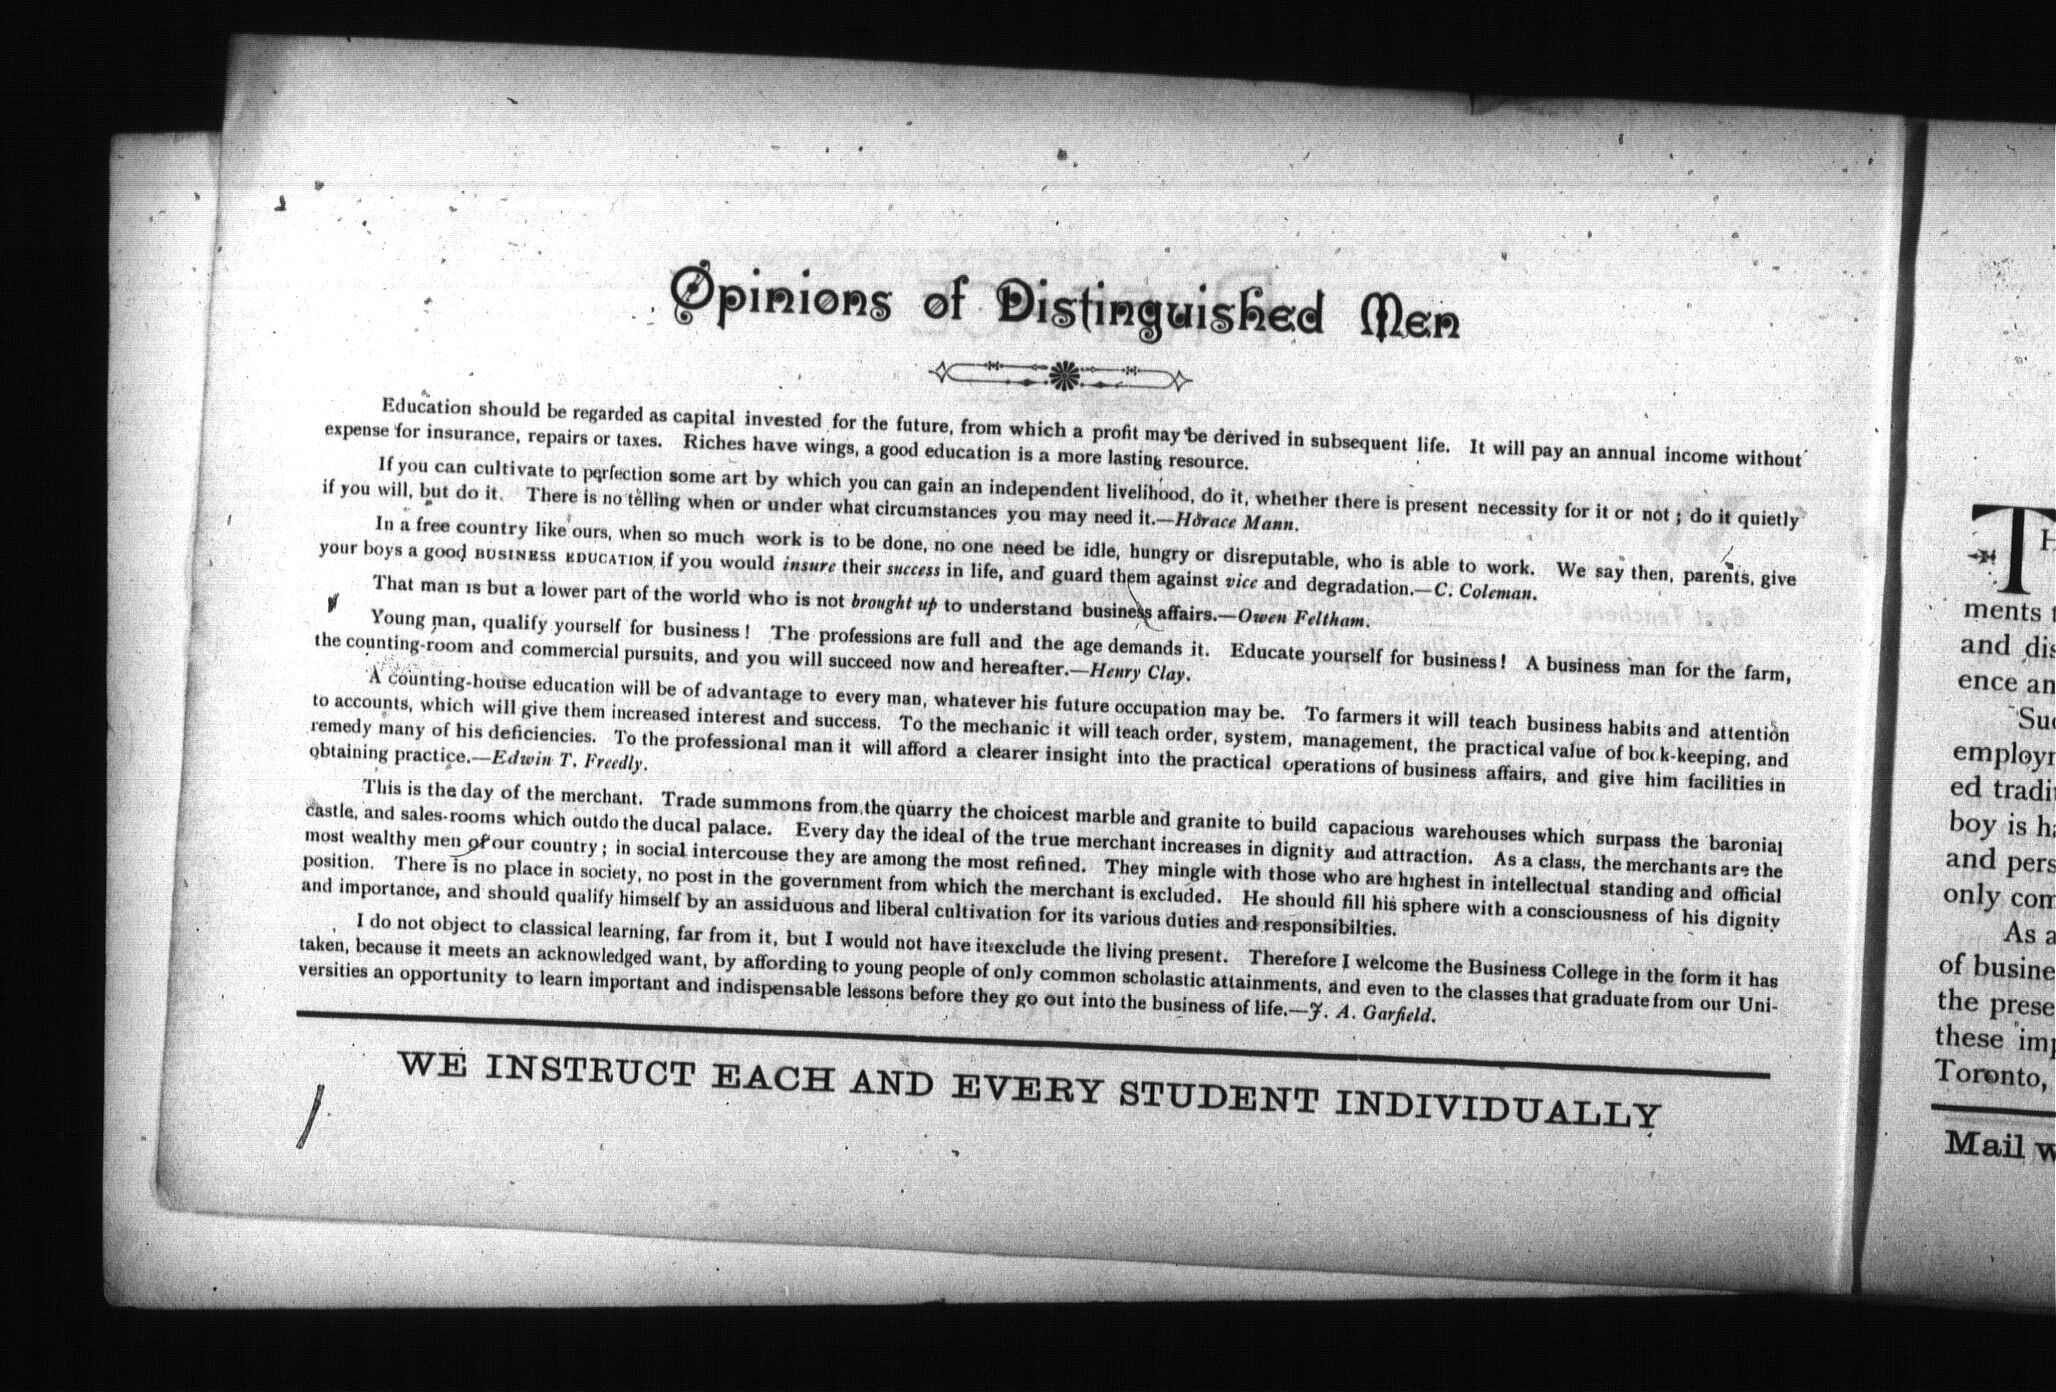 Opinions of Distinguished Men
Education should be regarded as capital invested for the future, from which a profit may be derived in subsequent life. It will pay an annual income without
expense for insurance, repairs or taxes. Riches have wings, a good education is a more lasting resource.
If you can cultivate to perfection some art by which you can gain an independent livelihood, do it, whether there is present necessity for it or not ; do it quietly
if you will, but do it. There is no telling when or under what circumstances you may need it.—Horace Mann.
In a free country like ours, when so much work is to be done, no one need be idle, hungry or disreputable, who is able to work. We say then, parents, give
your boys a good BUSINESS EDUCATION if you would insure their success in life, and guard them against vice and degradation.—C. Coleman.
That man is but a lower part of the world who is not brought up to understand business affairs.—Owen Feltham.
Young man, qualify yourself for business ! The professions are full and the age demands it. Educate yourself for business ! A business man for the farm,
the counting-room and commercial pursuits, and you will succeed now and hereafter.—Henry Clay.
A counting-house education will be of advantage to every man, whatever his future occupation may be. To farmers it will teach business habits and attention
to accounts, which will give them increased interest and success. To the mechanic it will teach order, system, management, the practical value of book-keeping, and
remedy many of his deficiencies. To the professional man it will afford a clearer insight into the practical operations of business affairs, and give him facilities in
obtaining practice.—Edwin T. Freedly.
This is the day of the merchant. Trade summons from the quarry the choicest marble and granite to build capacious warehouses which surpass the baronial
castle, and sales-rooms which outdo the ducal palace. Every day the ideal of the true merchant increases in dignity and attraction. As a class, the merchants are the
most wealthy men of our country ; in social intercouse they are among the most refined. They mingle with those who are highest in intellectual standing and official
position. There is no place in society, no post in the government from which the merchant is excluded. He should fill his sphere with a consciousness of his dignity
and importance, and should qualify himself by an assiduous and liberal cultivation for its various duties and responsibilties.
I do not object to classical learning, far from it, but I would not have it exclude the living present. Therefore I welcome the Business College in the form it has
taken, because it meets an acknowledged want, by affording to young people of only common scholastic attainments, and even to the classes that graduate from our Uni-
versities an opportunity to learn important and indispensable lessons before they go out into the business of life.—J. A. Garfield.
WE INSTRUCT EACH AND EVERY STUDENT INDIVIDUALLY
T
ments
and
ence
employ
ed
boy is
and
only
As
of
the
these
Toronto,
Mail